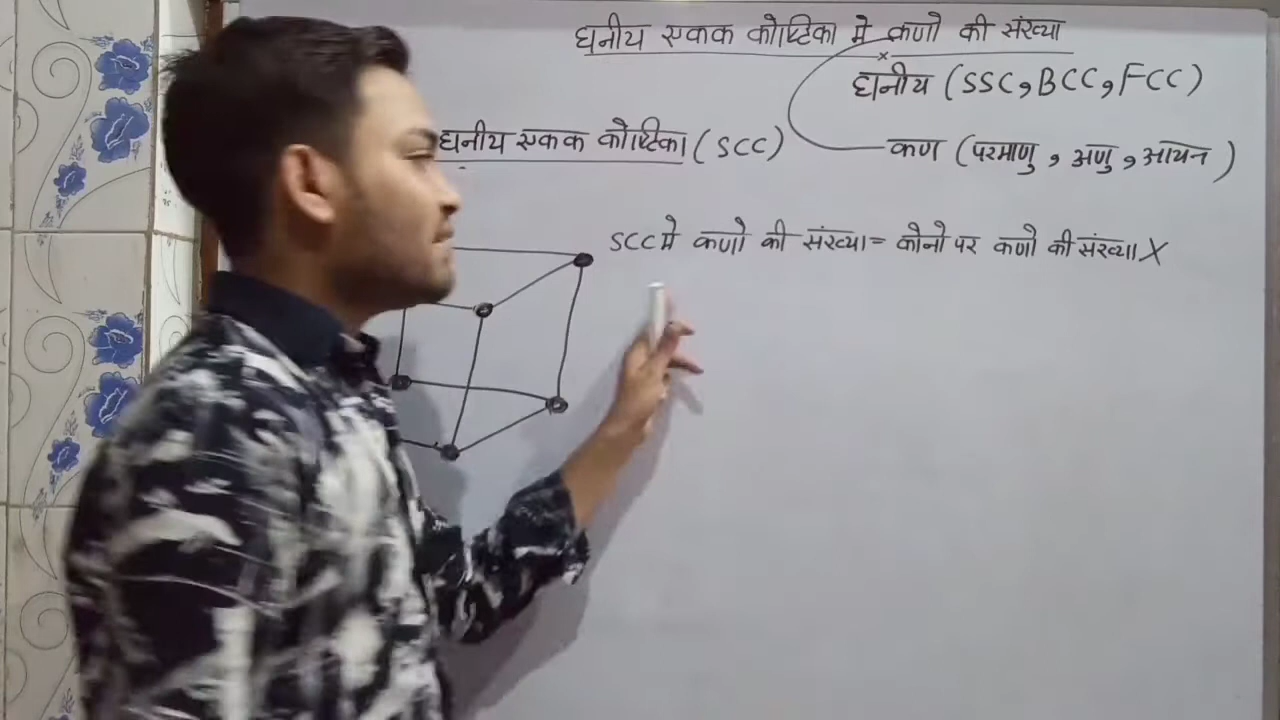 घनीय एकक कोष्टिका मे कणो की संख्या
घनीय (SSC, BCC, FCC)
घनीय एकक कोष्टिका (SCC)
कण (परमाणु, अणु, आयन)
SCC मे कणो की संख्या = कोनो पर कणो की संख्या X